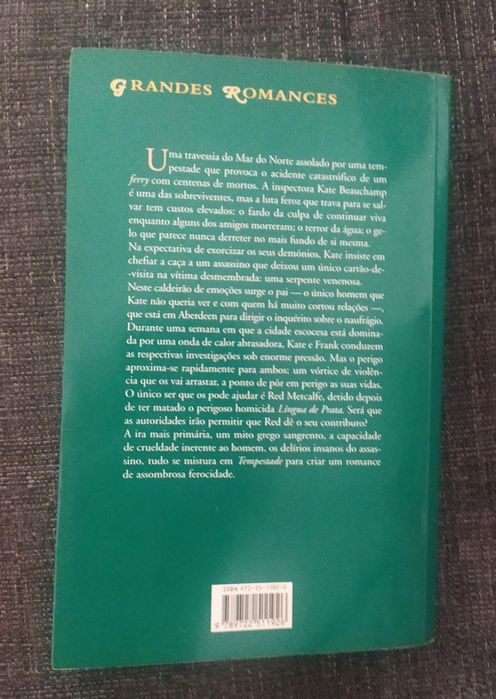 GRANDES ROMANCES
Uma travessia do Mar do Norte assolado por uma tem-
pestade que provoca o acidente catastrófico de um
ferry com centenas de mortos. A inspectora Kate Beauchamp
é uma das sobreviventes, mas a luta feroz que trava para se sal-
var tem custos elevados: o fardo da culpa de continuar viva
enquanto alguns dos amigos morreram; o terror da água; o ge-
lo que parece nunca derreter no mais fundo de si mesma.
Na expectativa de exorcizar os seus demónios, Kate insiste em
chefiar a caça a um assassino que deixou um único cartão-de-
-visita na vítima desmembrada: uma serpente venenosa.
Neste caldeirão de emoções surge o pai — o único homem que
Kate não queria ver e com quem há muito cortou relações —,
que está em Aberdeen para dirigir o inquérito sobre o naufrágio.
Durante uma semana em que a cidade escocesa está domina-
da por uma onda de calor abrasadora, Kate e Frank conduzem
as respectivas investigações sob enorme pressão. Mas o perigo
aproxima-se rapidamente para ambos: um vórtice de violên-
cia que os vai arrastar, a ponto de pôr em perigo as suas vidas.
O único ser que os pode ajudar é Red Metcalfe, detido depois
de ter matado o perigoso homicida Língua de Prata. Será que
as autoridades irão permitir que Red dê o seu contributo?
A ira mais primária, um mito grego sangrento, a capacidade
de crueldade inerente ao homem, os delírios insanos do assas-
sino, tudo se mistura em Tempestade para criar um romance
de assombrosa ferocidade.
ISBN 972-25-1192-0
9 789722 511926